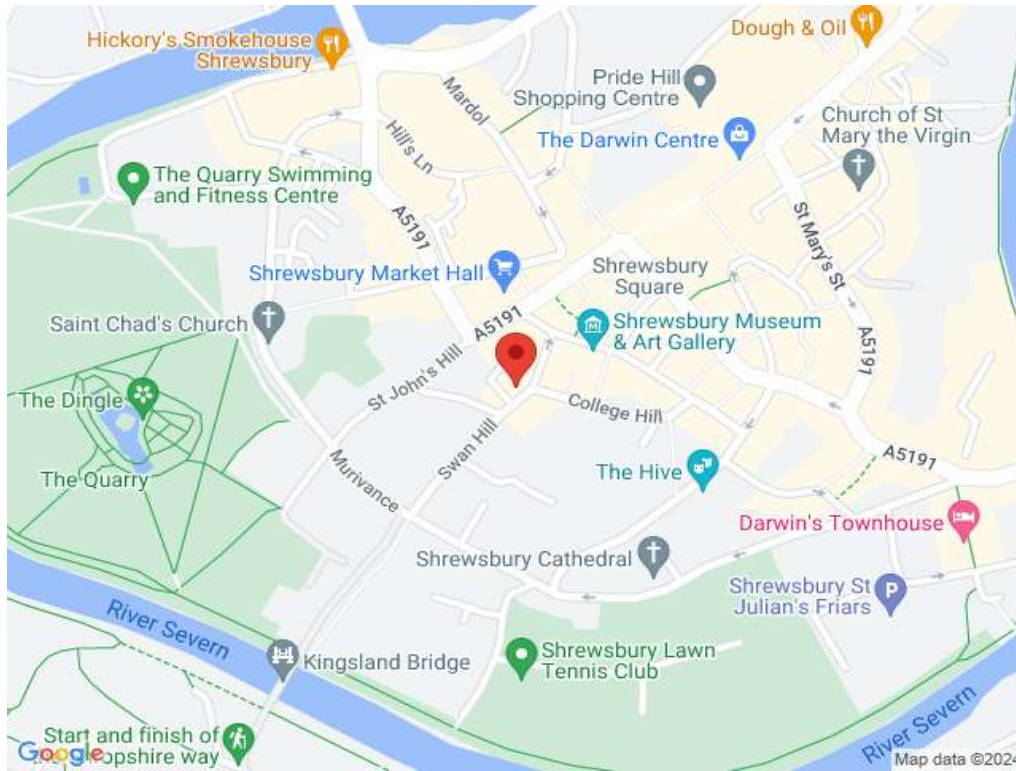 Hickory's Smokehouse
Shrewsbury
Dough & Oil
Mardol
Pride Hill
Shopping Centre
The Darwin Centre
Church of St
Mary the Virgin
Hill's Ln
The Quarry Swimming
and Fitness Centre
A5191
St Mary's St
Shrewsbury Market Hall
Shrewsbury
Square
Saint Chad's Church
A5191
Shrewsbury Museum
& Art Gallery
A5191
St John's Hill
The Dingle
College Hill
Swan Hill
The Quarry
Murivance
A5191
The Hive
Darwin's Townhouse
Shrewsbury Cathedral
Shrewsbury St
Julian's Friars
P
River Severn
Kingsland Bridge
Shrewsbury Lawn
Tennis Club
River Severn
Start and finish of
opshire way
Google
Map data ©2024